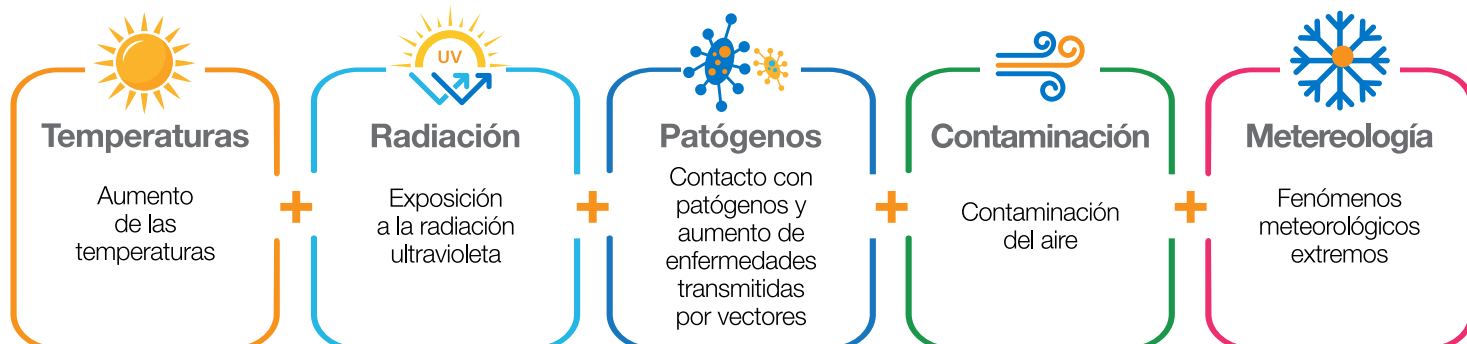 UV
Temperaturas
Aumento
de las
temperaturas
+
Radiación
Exposición
a la radiación
ultravioleta
+
Patógenos
Contacto con
patógenos y
aumento de
enfermedades
transmitidas
por vectores
+
Contaminación
Contaminación
del aire
+
Metereología
Fenómenos
meteorológicos
extremos